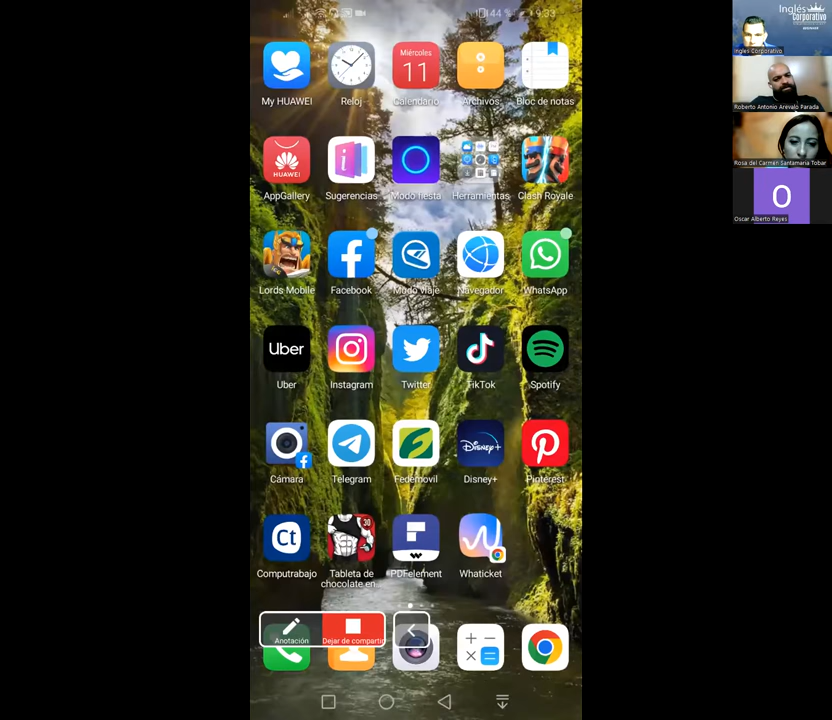 44 %
9:33
Miércoles
11
My HUAWEI
Reloj
Calendario
Archivos
Bloc de notas
HUAWEI
AppGallery
Sugerencias
Modo fiesta
Herramientas
Clash Royale
Lords Mobile
Facebook
Modo viaje
Navegador
WhatsApp
Uber
Uber
Instagram
Twitter
TikTok
Spotify
Disney+
Cámara
Telegram
Fedemovil
Disney+
Pinterest
Ct
30
Computrabajo
Tableta de
chocolate en...
PDFelement
Whaticket
Anotación
Dejar de compartir
Inglés
Corporativo
Ingles Corporativo
Roberto Antonio Arévalo Parada
Rosa del Carmen Santamaria Tobar
O
Oscar Alberto Reyes